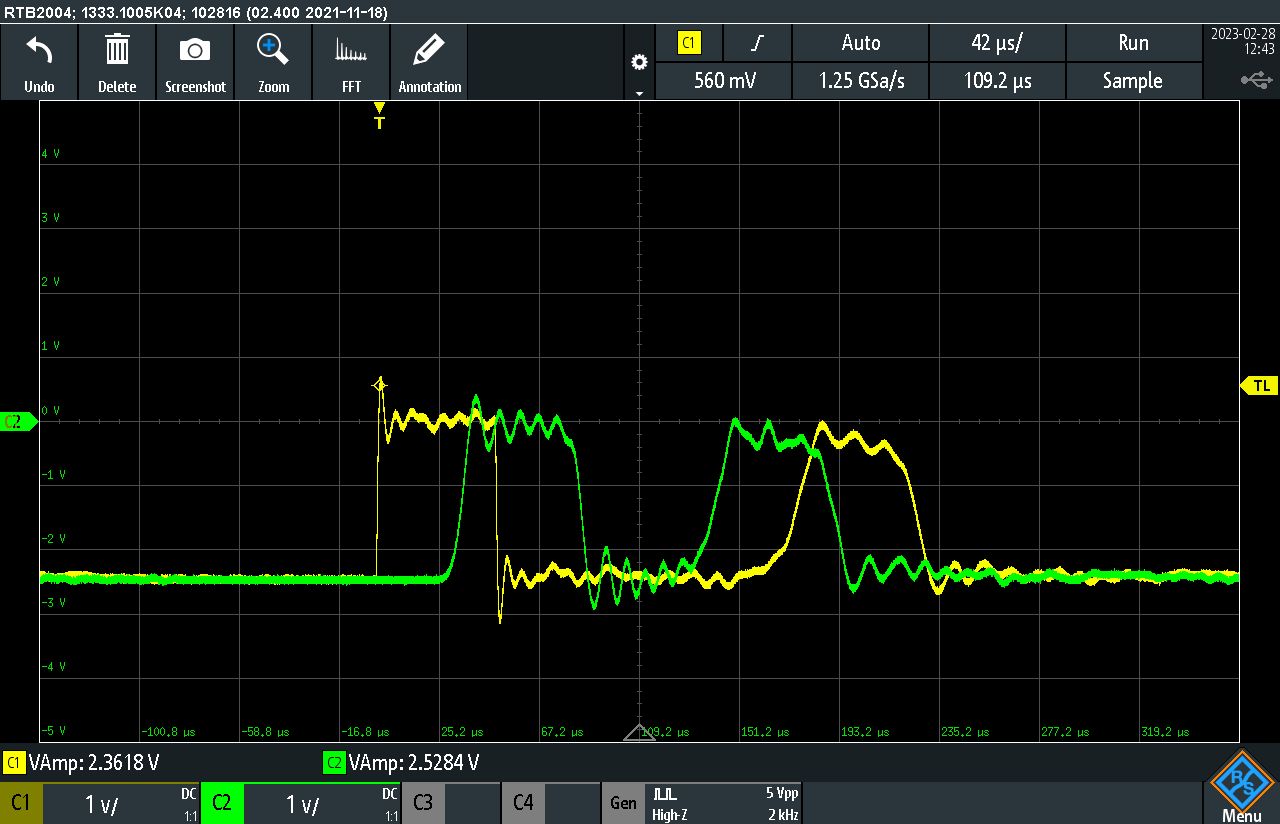 RTB2004; 1333.1005K04; 102816 (02.400 2021-11-18)
Undo Delete Screenshot Zoom FFT Annotation
C1 Auto 42 µs/ Run
560 mV 1.25 GSa/s 109.2 µs Sample
2023-02-28
12:43
T
4 V
3 V
2 V
1 V
0 V
TL
C2
-1 V
-2 V
-3 V
-4 V
-5 V
-100.8 µs -58.8 µs -16.8 µs 25.2 µs 67.2 µs 109.2 µs 151.2 µs 193.2 µs 235.2 µs 277.2 µs 319.2 µs
C1 VAmp: 2.3618 V C2 VAmp: 2.5284 V
C1 1 V/ DC 1:1 C2 1 V/ DC 1:1 C3 C4 Gen 5 Vpp
High-Z 2 kHz
R&S
Menu